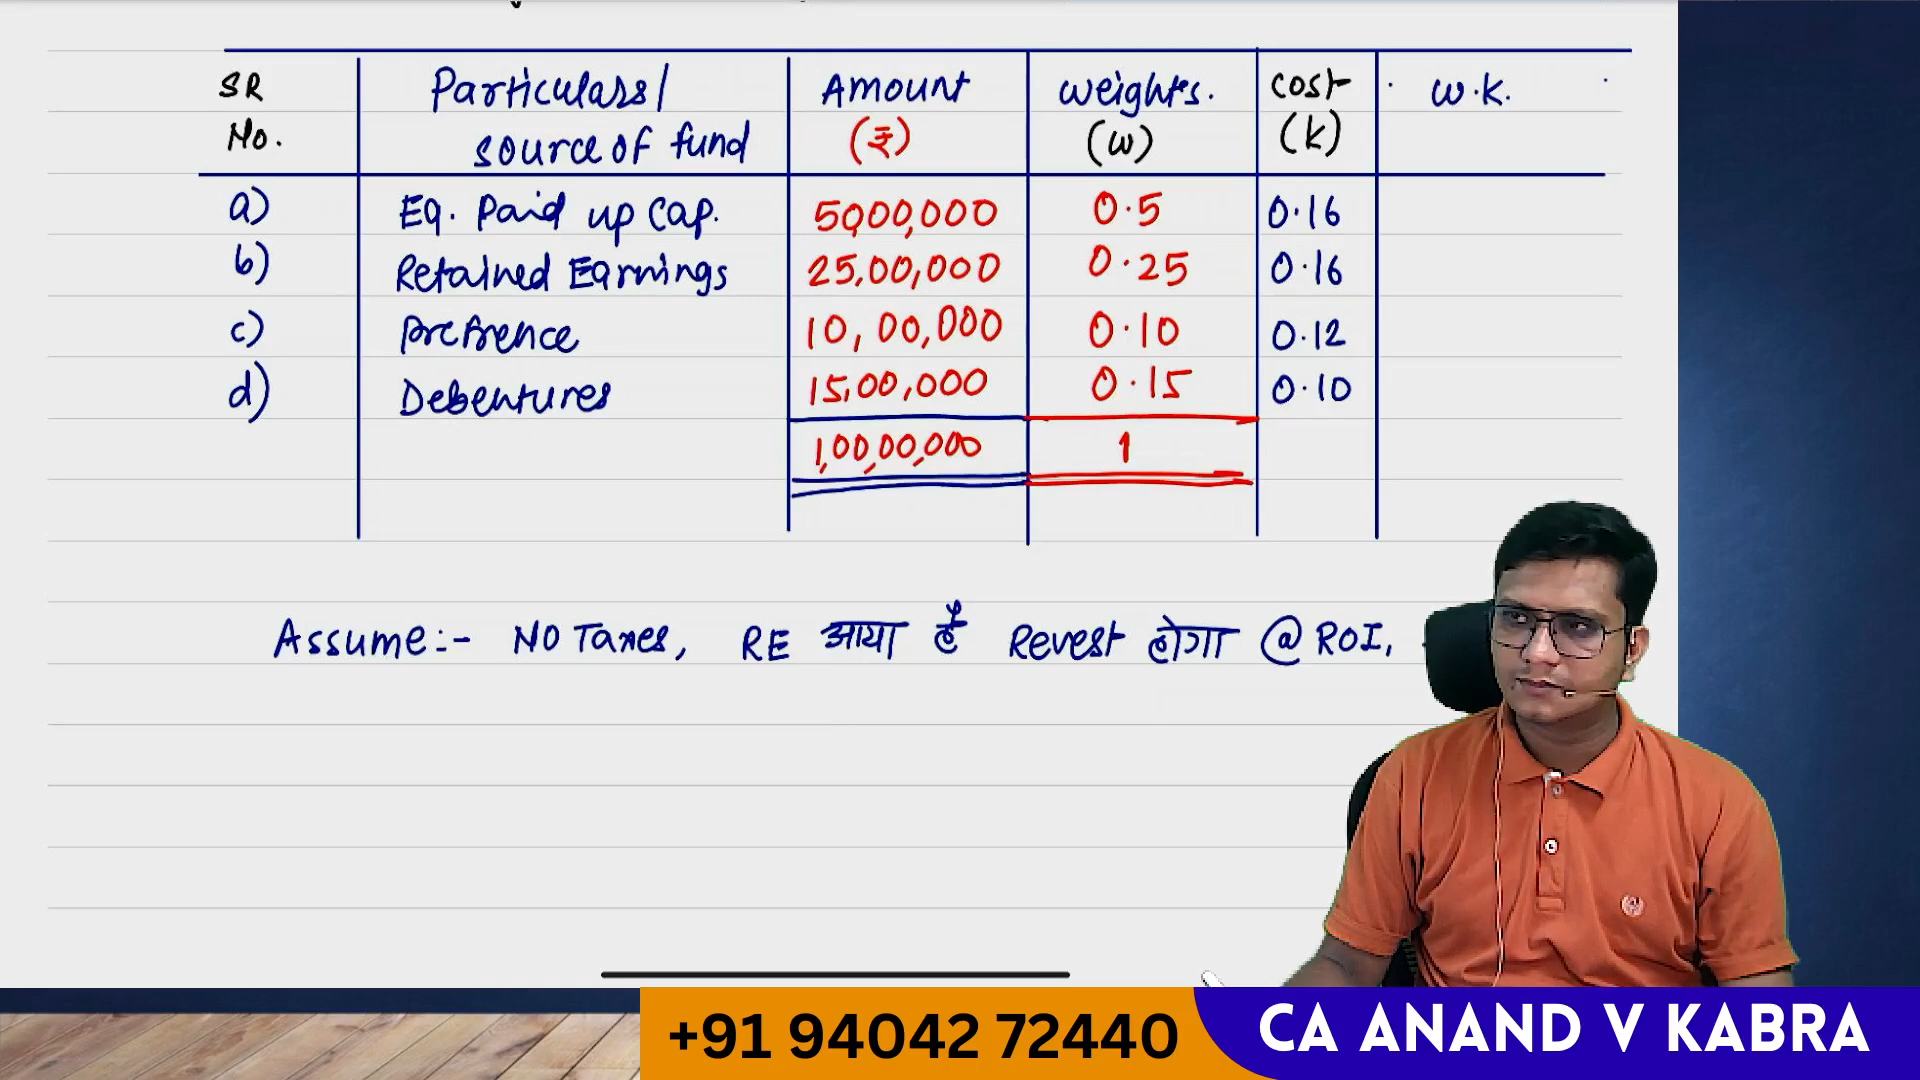 SR No. Particulars/ source of fund Amount (₹) weights. (w) cost (k) w.k.
a) Eq. Paid up Cap. 5000,000 0.5 0.16
b) Retained Earnings 25,00,000 0.25 0.16
c) Prefrence 10,00,000 0.10 0.12
d) Debentures 15,00,000 0.15 0.10
1,00,00,000 1
Assume:- NO Taxes, RE आया है Revest होगा @ ROI,
+91 94042 72440
CA ANAND V KABRA